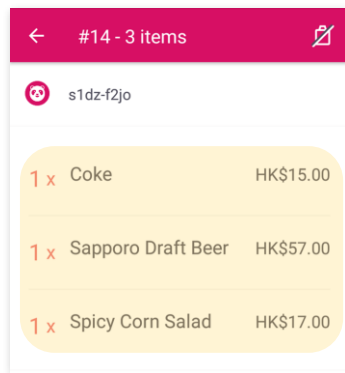 #14 - 3 items
s1dz-f2jo
1 x Coke HK$15.00
1 x Sapporo Draft Beer HK$57.00
1 x Spicy Corn Salad HK$17.00